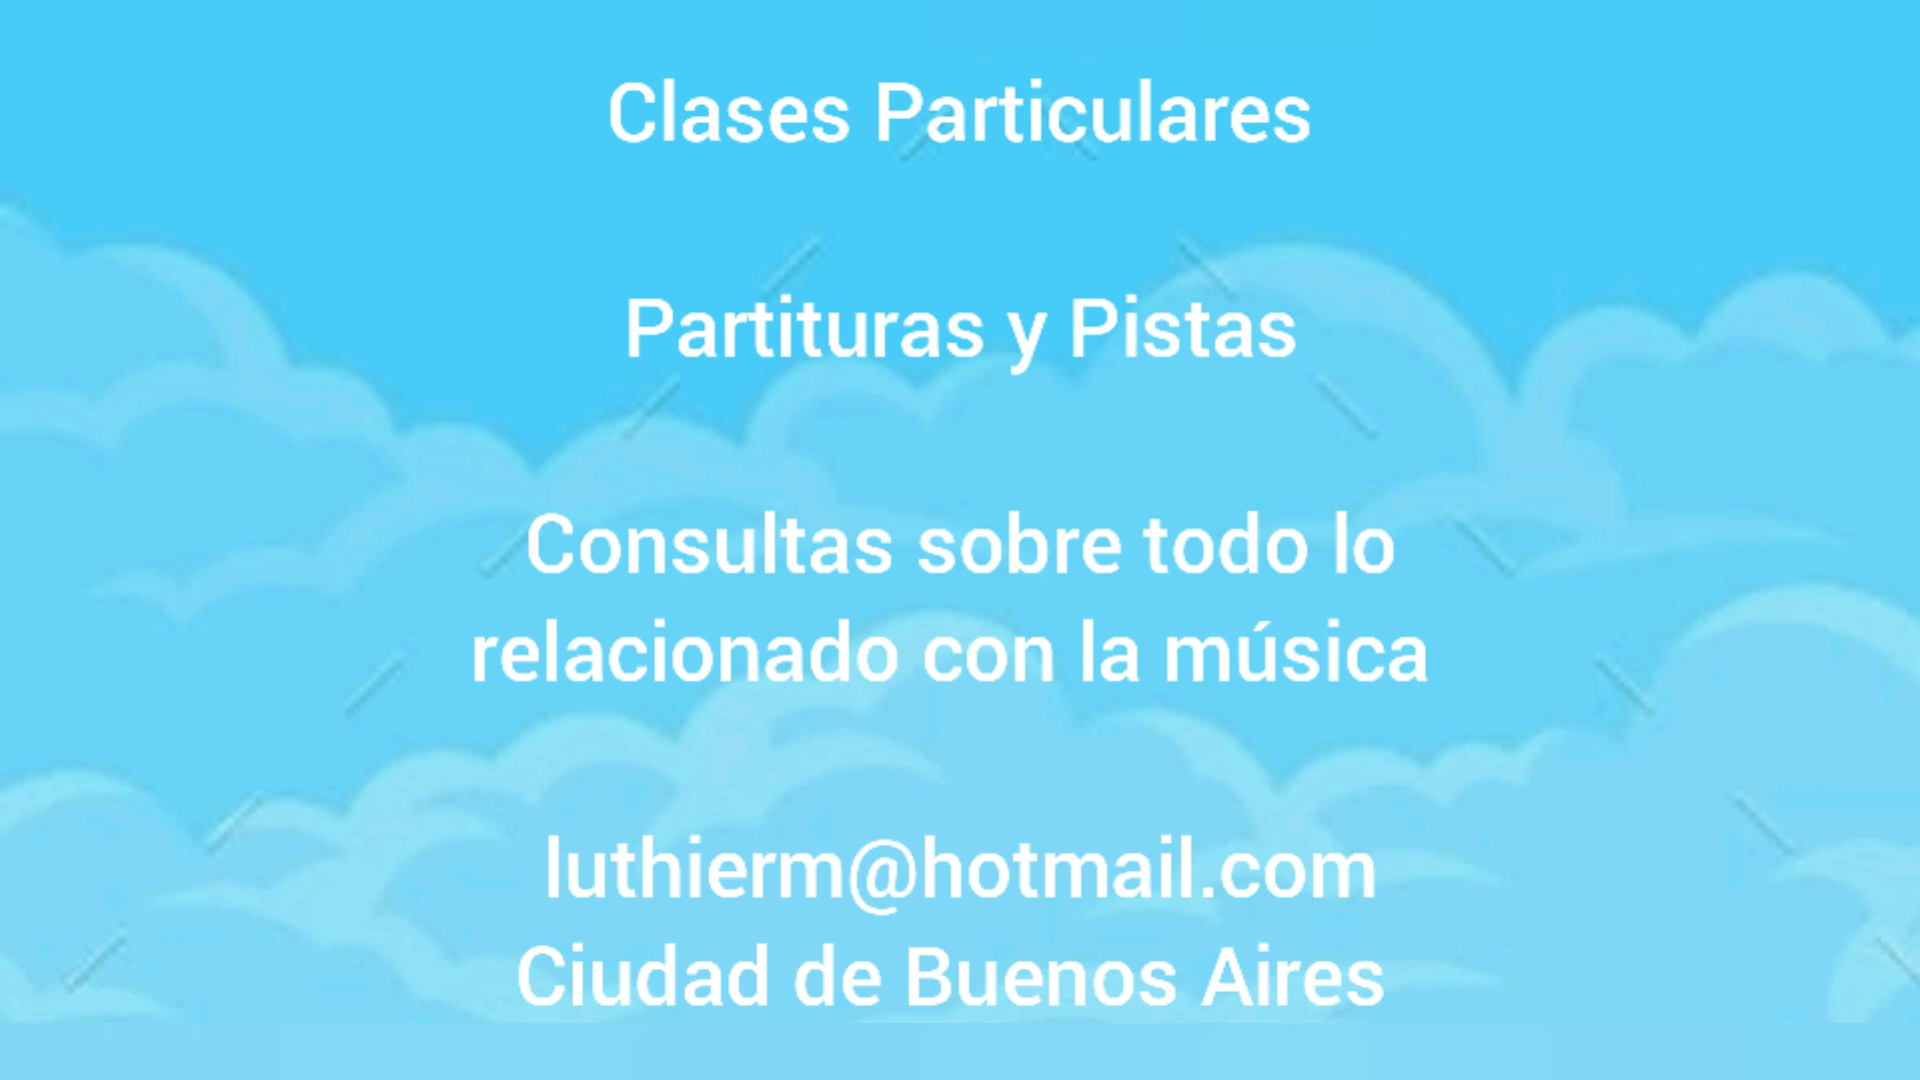 Clases Particulares
Partituras y Pistas
Consultas sobre todo lo
relacionado con la música
luthierm@hotmail.com
Ciudad de Buenos Aires